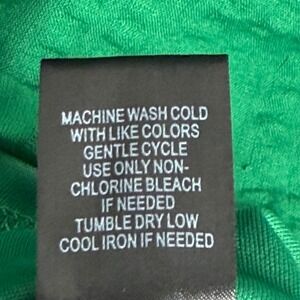 MACHINE WASH COLD
WITH LIKE COLORS
GENTLE CYCLE
USE ONLY NON-
CHLORINE BLEACH
IF NEEDED
TUMBLE DRY LOW
COOL IRON IF NEEDED